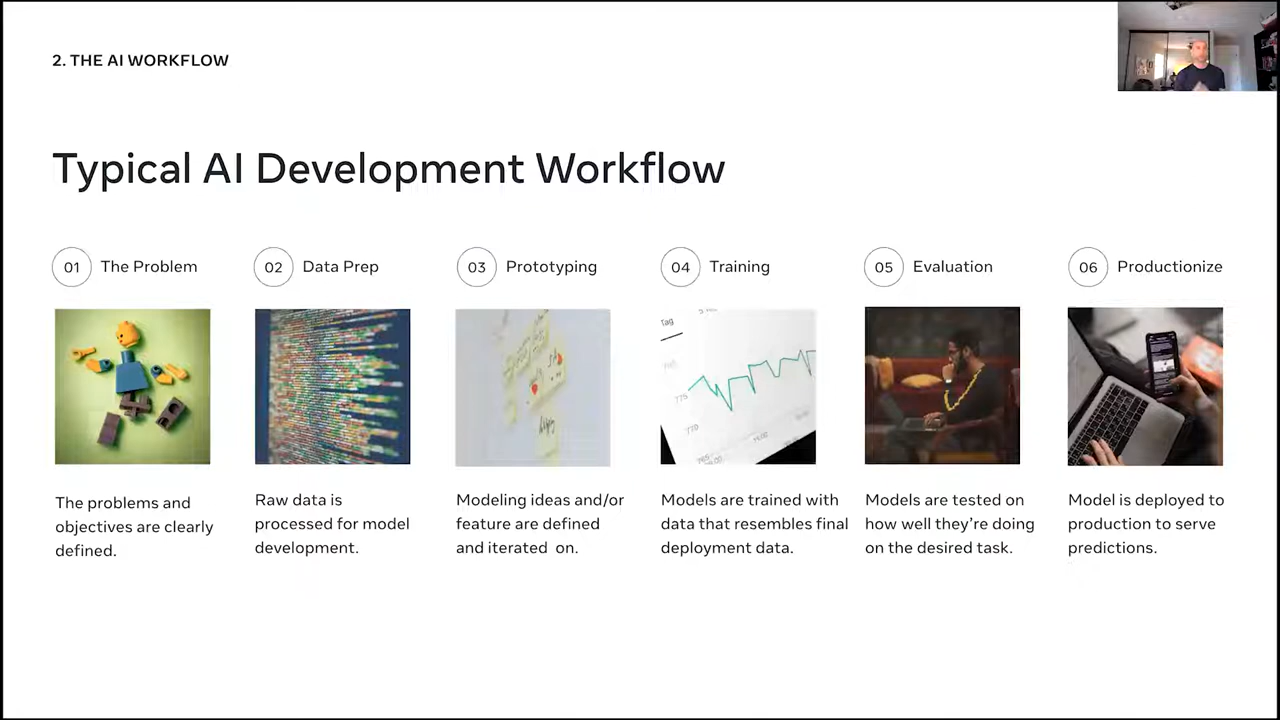 2. THE AI WORKFLOW
Typical AI Development Workflow
01 The Problem
02 Data Prep
03 Prototyping
04 Training
05 Evaluation
06 Productionize
Tag
775
770
765
The problems and
objectives are clearly
defined.
Raw data is
processed for model
development.
Modeling ideas and/or
feature are defined
and iterated on.
Models are trained with
data that resembles final
deployment data.
Models are tested on
how well they’re doing
on the desired task.
Model is deployed to
production to serve
predictions.